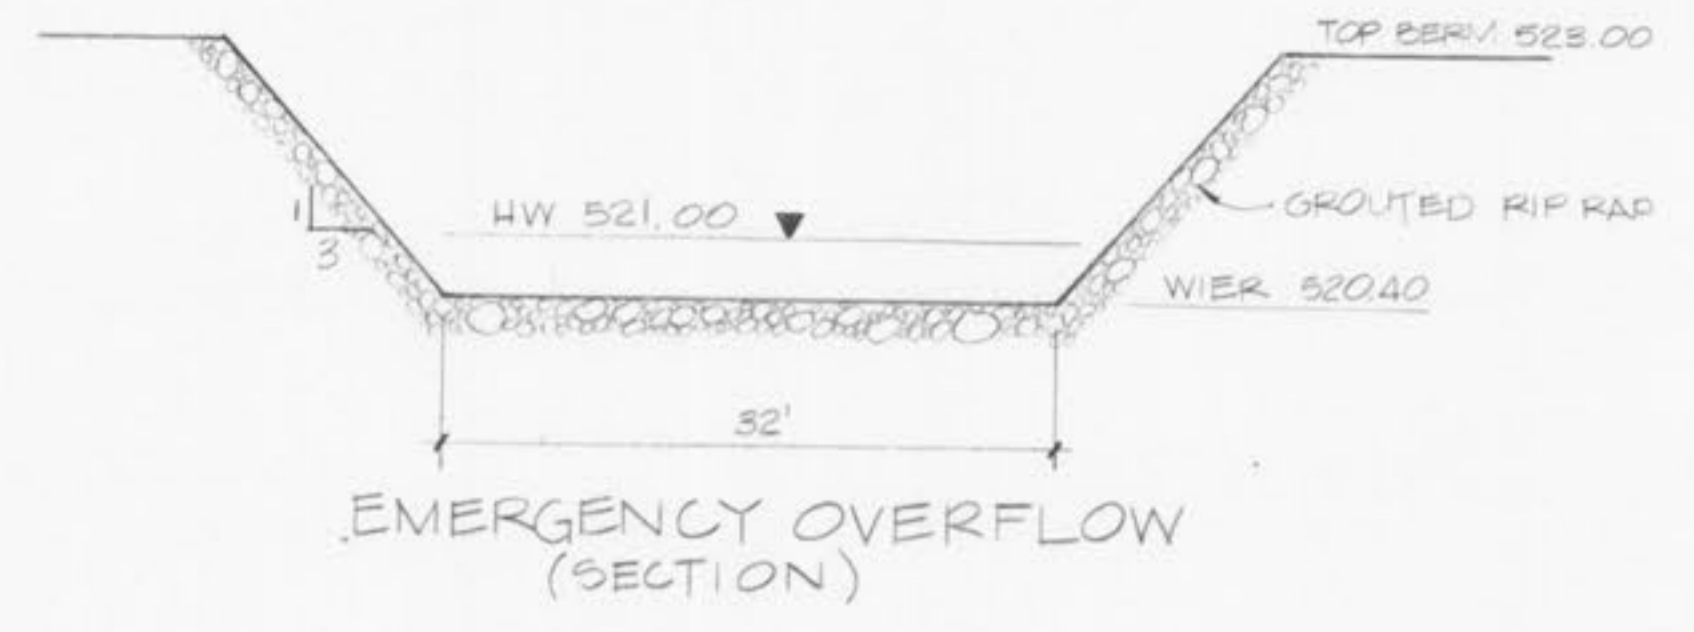 TOP BERM 523.00
HW 521.00
GROUTED RIP RAP
1
3
WIER 520.40
32'
EMERGENCY OVERFLOW
(SECTION)